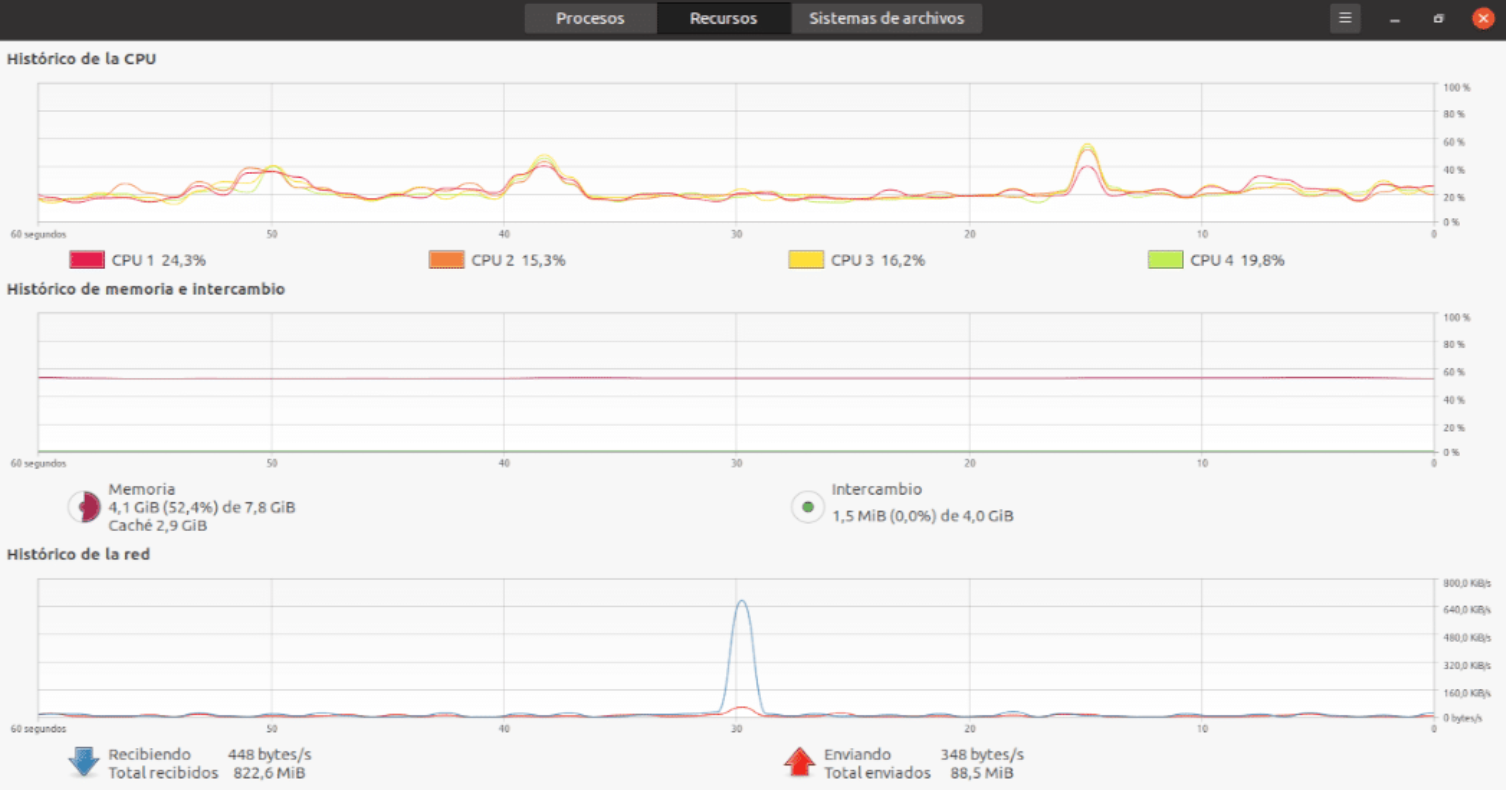 Procesos Recursos Sistemas de archivos
Histórico de la CPU
100 %
80 %
60 %
40 %
20 %
0 %
60 segundos 50 40 30 20 10 0
CPU 1 24,3% CPU 2 15,3% CPU 3 16,2% CPU 4 19,8%
Histórico de memoria e intercambio
100 %
80 %
60 %
40 %
20 %
0 %
60 segundos 50 40 30 20 10 0
Memoria
4,1 GiB (52,4%) de 7,8 GiB
Caché 2,9 GiB
Intercambio
1,5 MiB (0,0%) de 4,0 GiB
Histórico de la red
800,0 KiB/s
640,0 KiB/s
480,0 KiB/s
320,0 KiB/s
160,0 KiB/s
0 bytes/s
60 segundos 50 40 30 20 10 0
Recibiendo 448 bytes/s
Total recibidos 822,6 MiB
Enviando 348 bytes/s
Total enviados 88,5 MiB